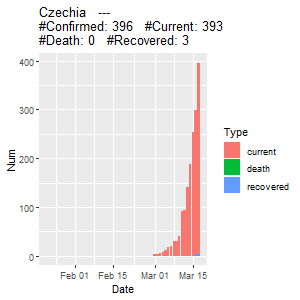 Czechia   ---
#Confirmed: 396   #Current: 393
#Death: 0   #Recovered: 3
400
300
200
100
0
Num
Feb 01
Feb 15
Mar 01
Mar 15
Date
Type
current
death
recovered